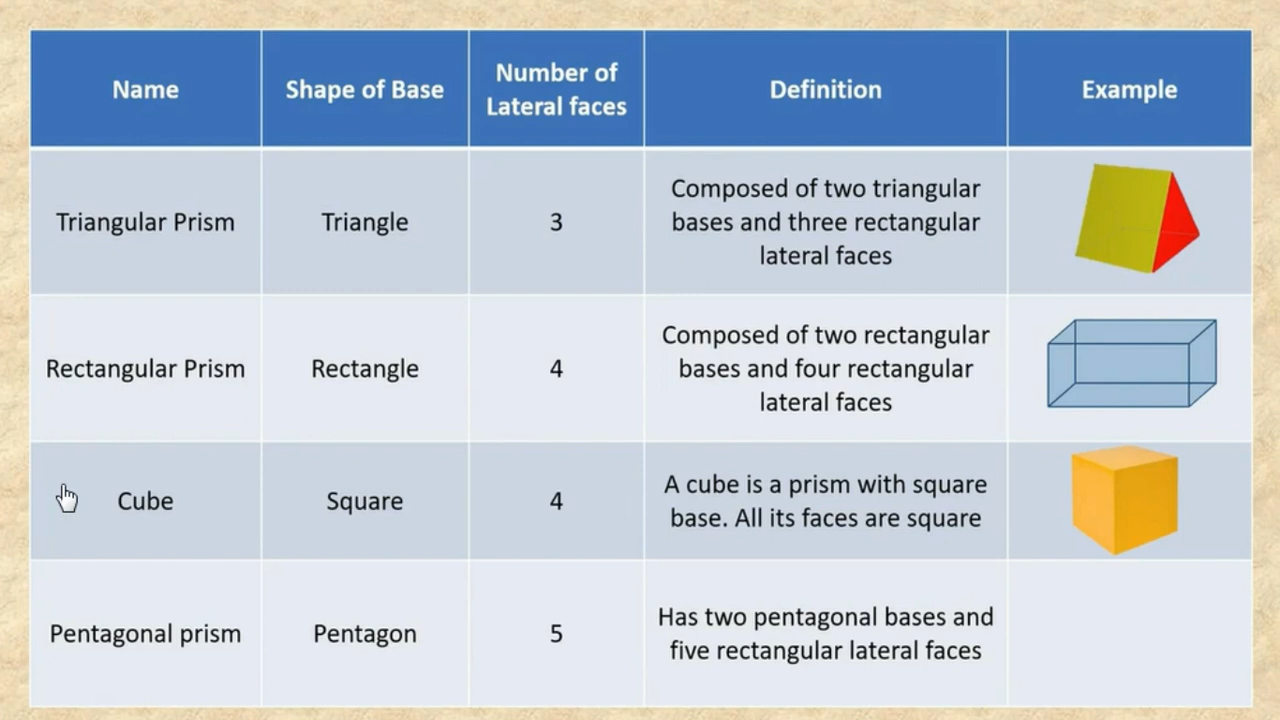 Name
Shape of Base
Number of
Lateral faces
Definition
Example
Triangular Prism
Triangle
3
Composed of two triangular
bases and three rectangular
lateral faces
Rectangular Prism
Rectangle
4
Composed of two rectangular
bases and four rectangular
lateral faces
Cube
Square
4
A cube is a prism with square
base. All its faces are square
Pentagonal prism
Pentagon
5
Has two pentagonal bases and
five rectangular lateral faces